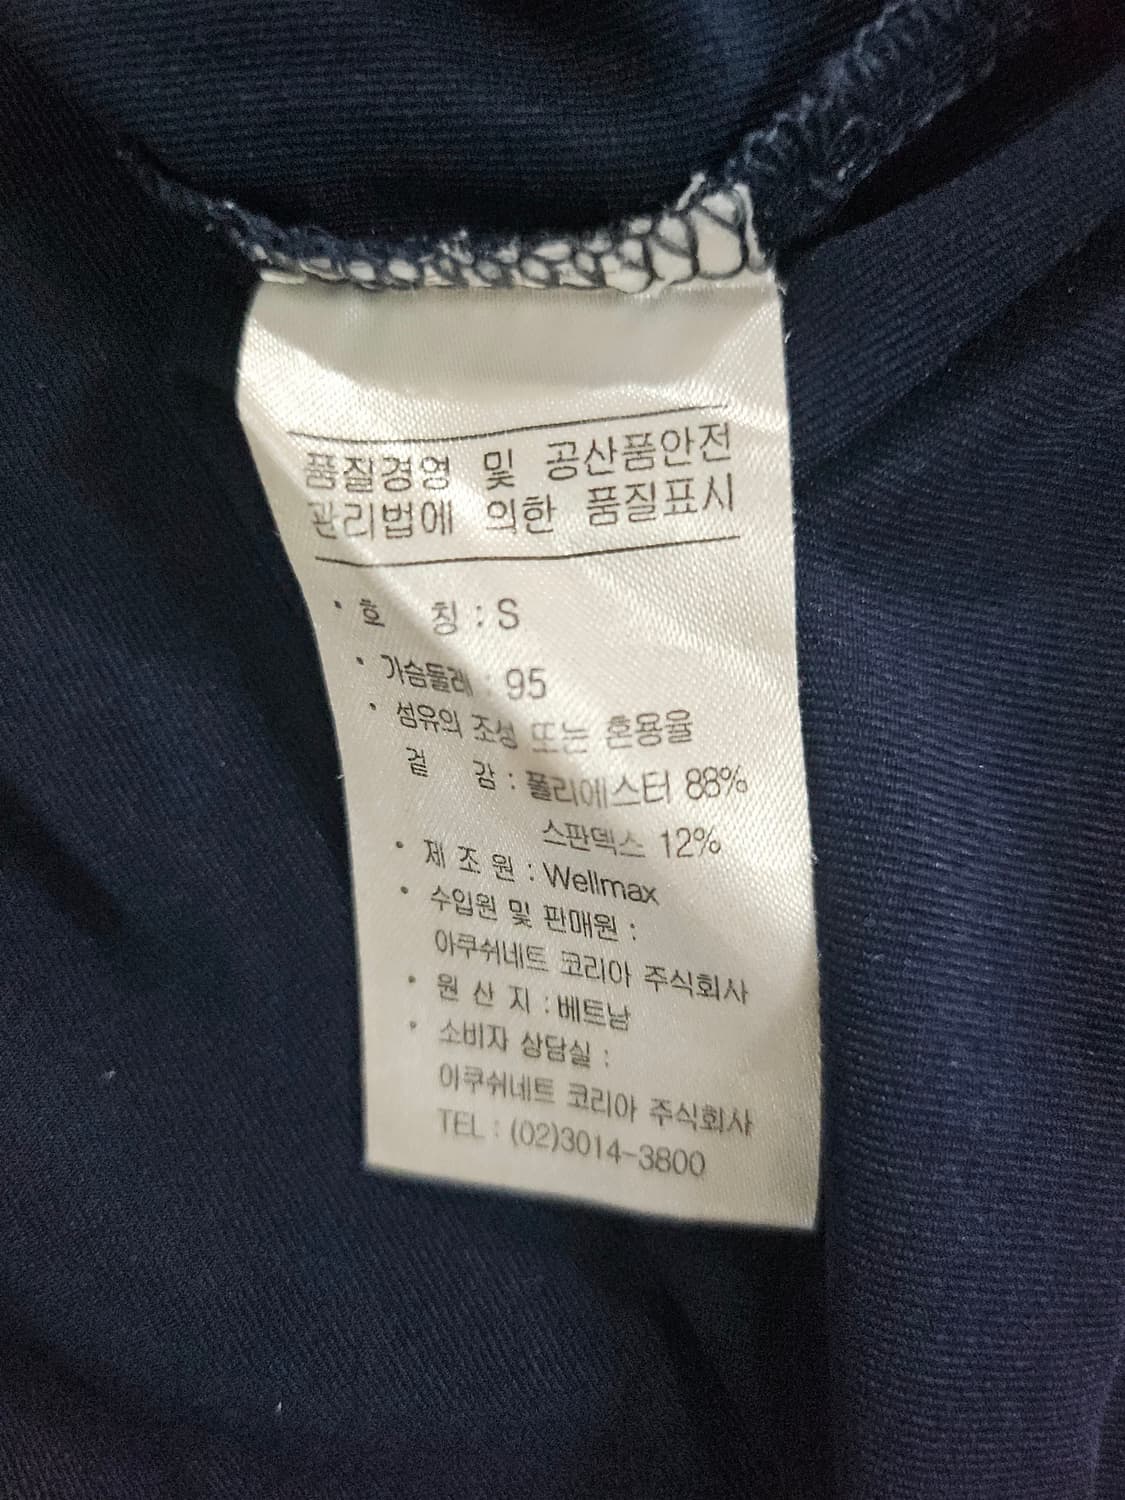 품질경영 및 공산품안전
관리법에 의한 품질표시
· 호 칭 : S
· 가슴둘레 : 95
· 섬유의 조성 또는 혼용율
겉 감 : 폴리에스터 88%
스판덱스 12%
· 제 조 원 : Wellmax
· 수입원 및 판매원 :
아쿠쉬네트 코리아 주식회사
· 원 산 지 : 베트남
· 소비자 상담실 :
아쿠쉬네트 코리아 주식회사
TEL : (02)3014-3800